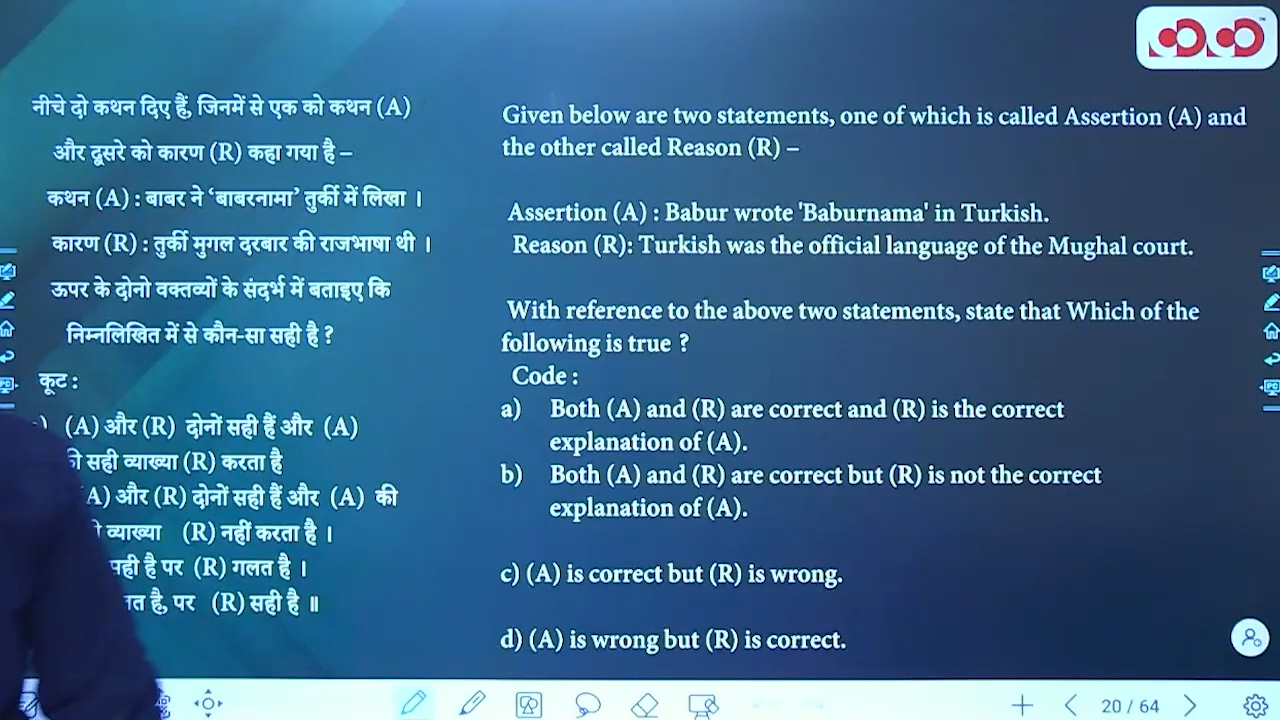 नीचे दो कथन दिए हैं, जिनमें से एक को कथन (A)
और दूसरे को कारण (R) कहा गया है –
कथन (A) : बाबर ने ‘बाबरनामा’ तुर्की में लिखा ।
कारण (R) : तुर्की मुगल दरबार की राजभाषा थी ।
ऊपर के दोनो वक्तव्यों के संदर्भ में बताइए कि
निम्नलिखित में से कौन-सा सही है ?
कूट :
) (A) और (R) दोनों सही हैं और (A)
सही व्याख्या (R) करता है
A) और (R) दोनों सही हैं और (A) की
व्याख्या (R) नहीं करता है ।
है पर (R) गलत है ।
है, पर (R) सही है ॥
Given below are two statements, one of which is called Assertion (A) and
the other called Reason (R) –
Assertion (A) : Babur wrote 'Baburnama' in Turkish.
Reason (R): Turkish was the official language of the Mughal court.
With reference to the above two statements, state that Which of the
following is true ?
Code :
a) Both (A) and (R) are correct and (R) is the correct
explanation of (A).
b) Both (A) and (R) are correct but (R) is not the correct
explanation of (A).
c) (A) is correct but (R) is wrong.
d) (A) is wrong but (R) is correct.
20 / 64